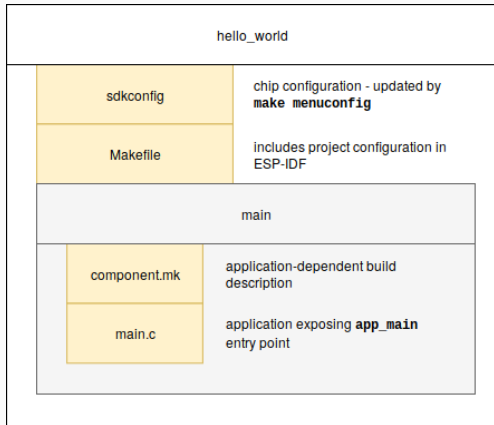 hello_world
sdkconfig
chip configuration - updated by
make menuconfig
Makefile
includes project configuration in
ESP-IDF
main
component.mk
application-dependent build
description
main.c
application exposing app_main
entry point